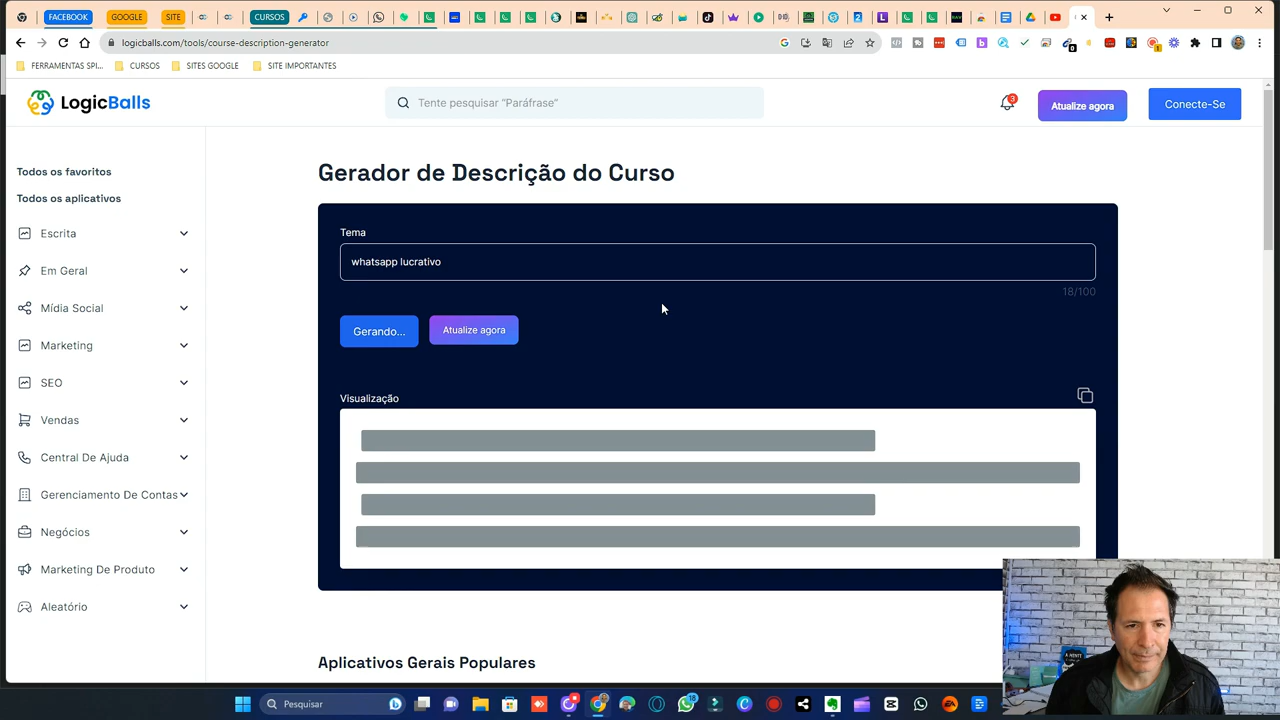 FACEBOOK
GOOGLE
SITE
CURSOS
logicballs.com/tools/course-description-generator
FERRAMENTAS SPI...
CURSOS
SITES GOOGLE
SITE IMPORTANTES
LogicBalls
Tente pesquisar "Paráfrase"
3
Atualize agora
Conecte-Se
Todos os favoritos
Todos os aplicativos
Escrita
Em Geral
Mídia Social
Marketing
SEO
Vendas
Central De Ajuda
Gerenciamento De Contas
Negócios
Marketing De Produto
Aleatório
Gerador de Descrição do Curso
Tema
whatsapp lucrativo
18/100
Gerando...
Atualize agora
Visualização
Aplicativos Gerais Populares
Pesquisar
18